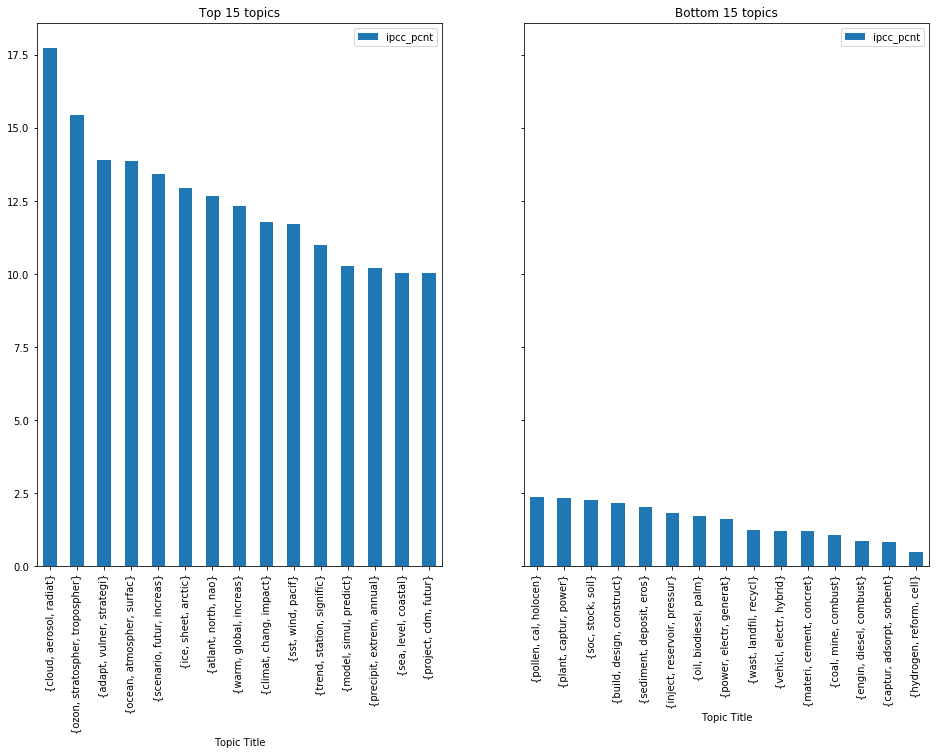 Top 15 topics
ipcc_pcnt
17.5
15.0
12.5
10.0
7.5
5.0
2.5
0.0
{cloud, aerosol, radiat}
{ozon, stratospher, tropospher}
{adapt, vulner, strategi}
{ocean, atmospher, surfac}
{scenario, futur, increas}
{ice, sheet, arctic}
{atlant, north, nao}
{warm, global, increas}
{climat, chang, impact}
{sst, wind, pacif}
{trend, station, signific}
{model, simul, predict}
{precipit, extrem, annual}
{sea, level, coastal}
{project, cdm, futur}
Topic Title
Bottom 15 topics
ipcc_pcnt
{pollen, cal, holocen}
{plant, captur, power}
{soc, stock, soil}
{build, design, construct}
{sediment, deposit, eros}
{inject, reservoir, pressur}
{oil, biodiesel, palm}
{power, electr, generat}
{wast, landfil, recycl}
{vehicl, electr, hybrid}
{materi, cement, concret}
{coal, mine, combust}
{engin, diesel, combust}
{captur, adsorpt, sorbent}
{hydrogen, reform, cell}
Topic Title